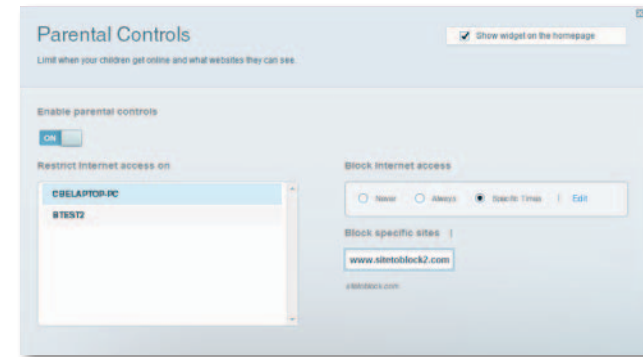 Parental Controls
Show widget on the homepage
Limit when your children get online and what websites they can see.
Enable parental controls
ON
Restrict Internet access on
CBELAPTOP-PC
BTEST2
Block Internet access
Never
Always
Specific Times
|
Edit
Block specific sites |
www.sitetoblock2.com
sitetoblock.com